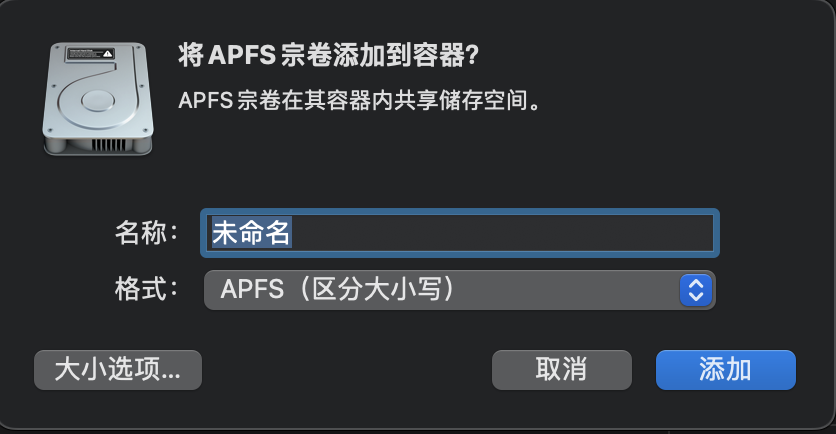 将 APFS 宗卷添加到容器?
APFS 宗卷在其容器内共享储存空间。
名称：
未命名
格式：
APFS（区分大小写）
大小选项...
取消
添加